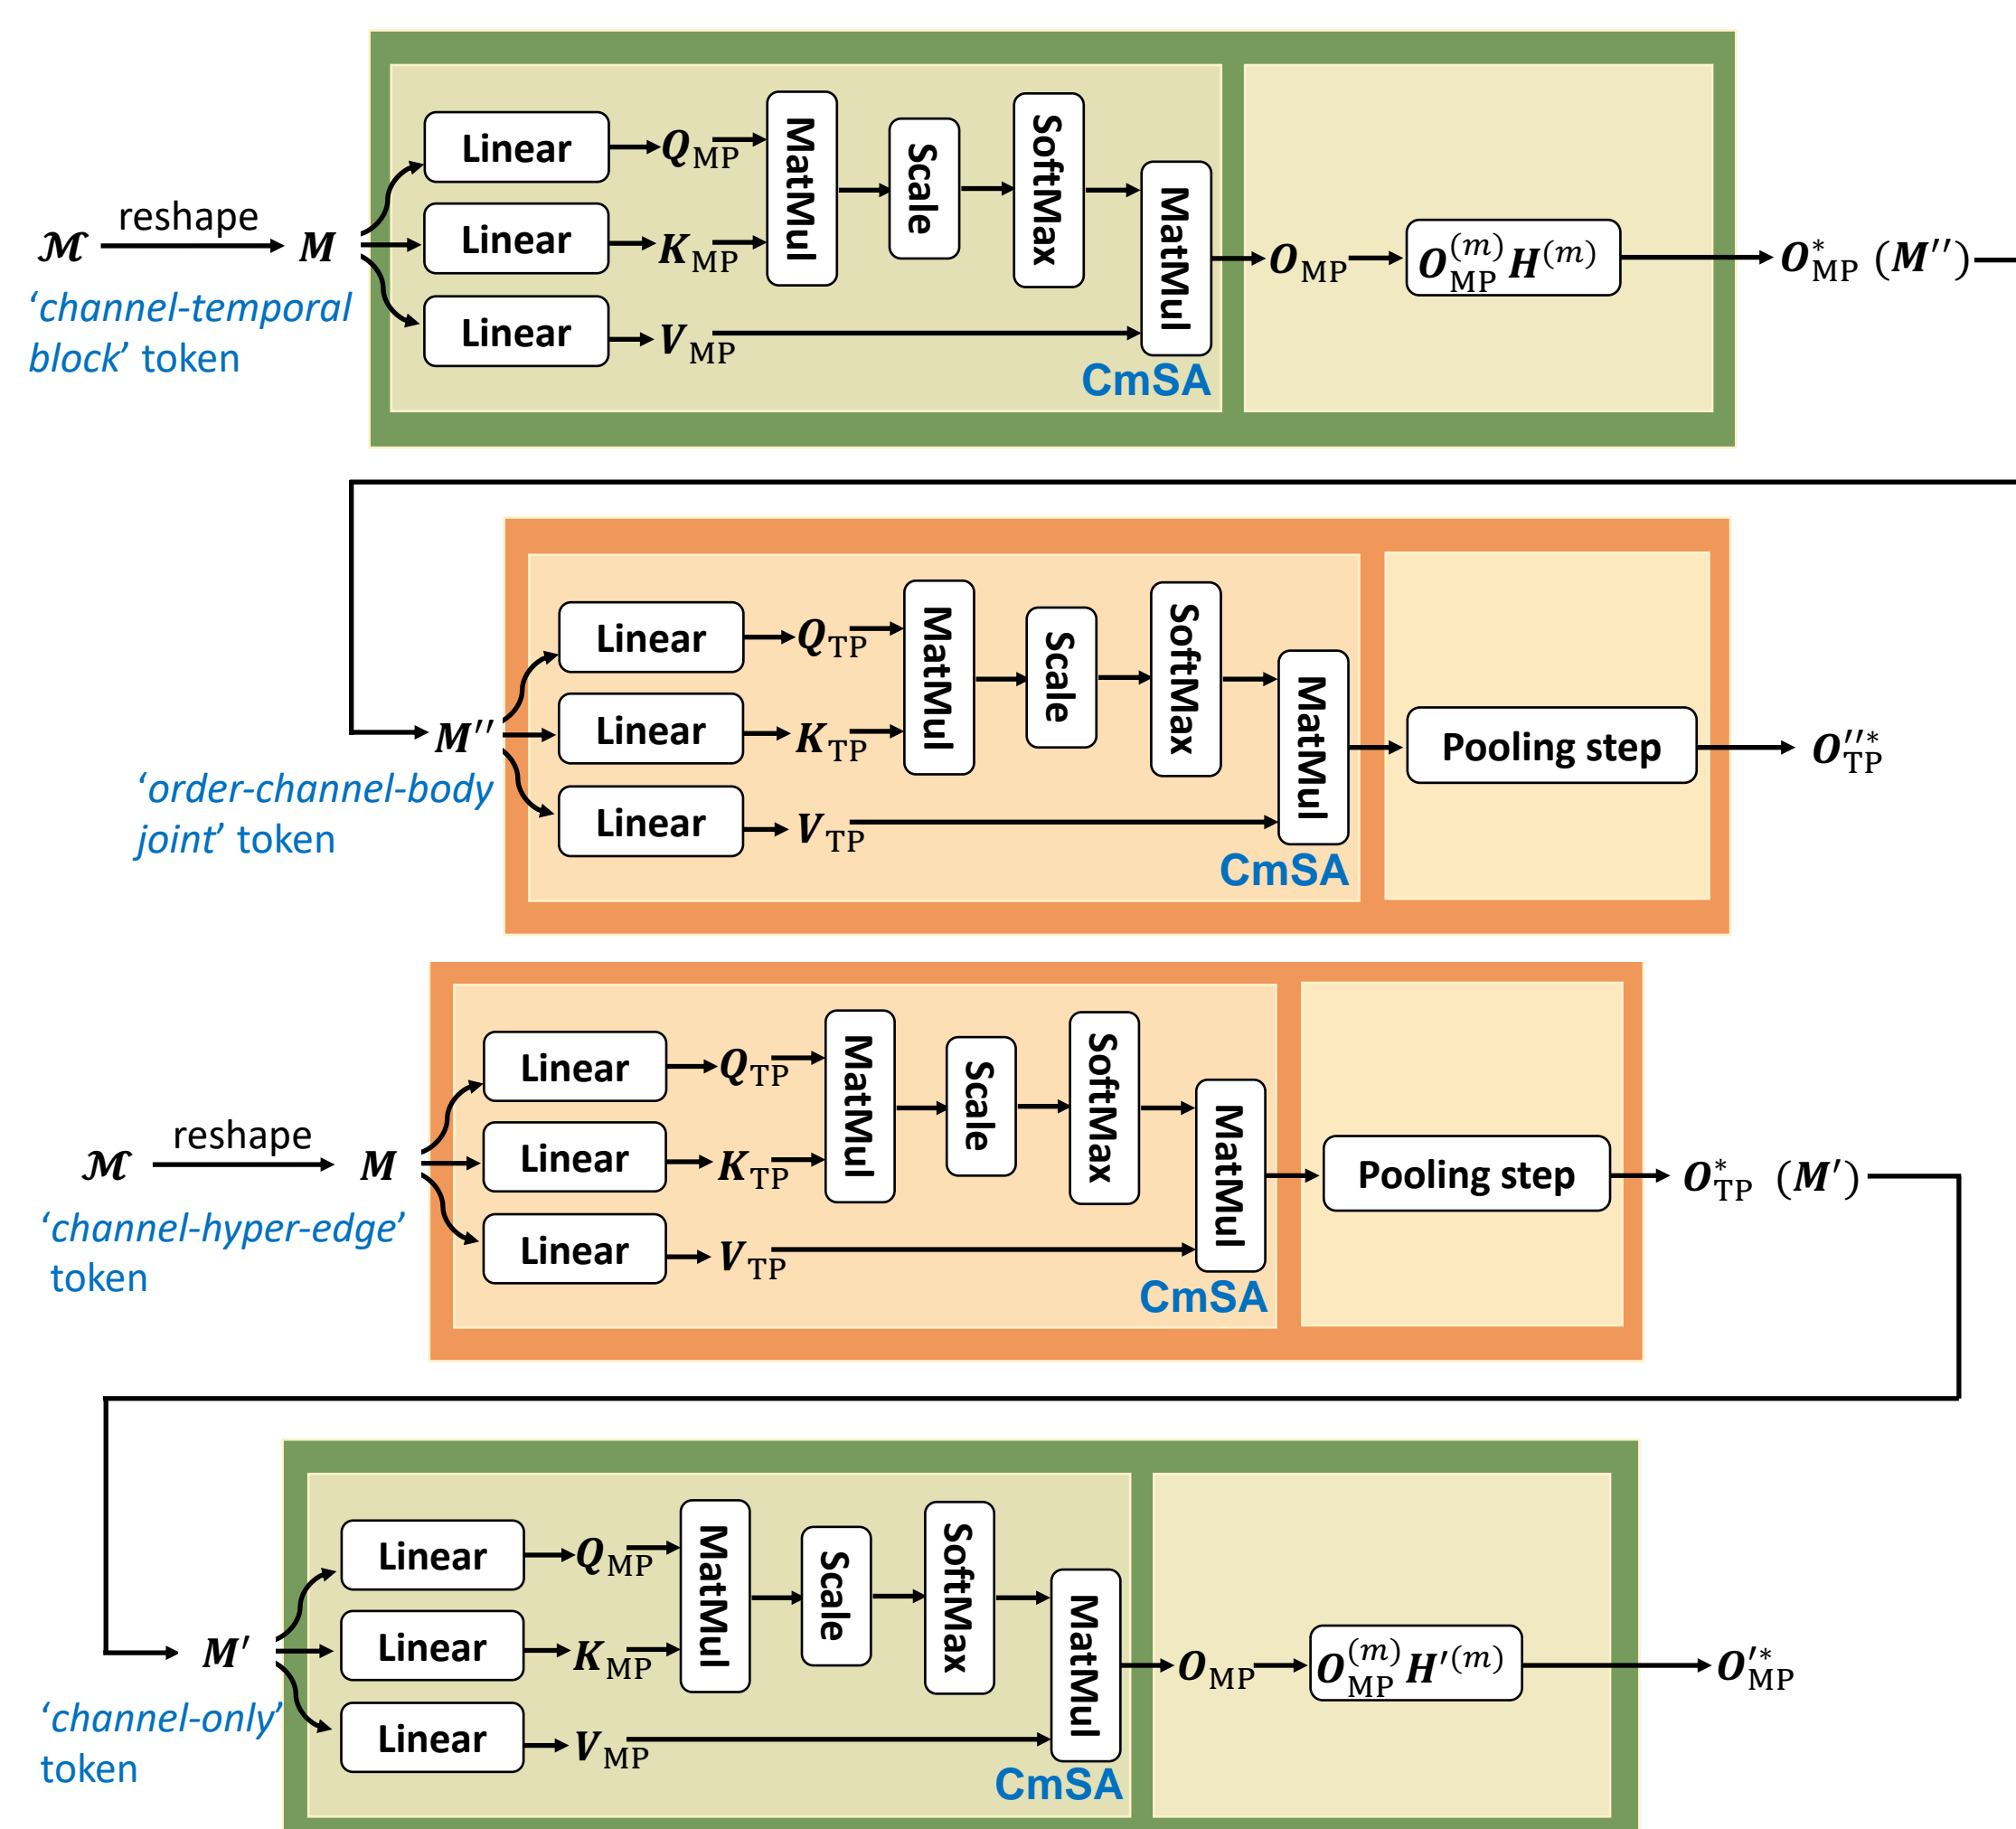 𝓜 reshape M
'channel-temporal
block' token
Linear
Linear
Linear
Q_MP
K_MP
V_MP
MatMul
Scale
SoftMax
MatMul
CmSA
O_MP
O_MP^(m) H^(m)
O*_MP (M'')
M''
'order-channel-body
joint' token
Linear
Linear
Linear
Q_TP
K_TP
V_TP
MatMul
Scale
SoftMax
MatMul
CmSA
Pooling step
O''*_TP
𝓜 reshape M
'channel-hyper-edge'
token
Linear
Linear
Linear
Q_TP
K_TP
V_TP
MatMul
Scale
SoftMax
MatMul
CmSA
Pooling step
O*_TP (M')
M'
'channel-only'
token
Linear
Linear
Linear
Q_MP
K_MP
V_MP
MatMul
Scale
SoftMax
MatMul
CmSA
O_MP
O_MP^(m) H'^(m)
O'*_MP